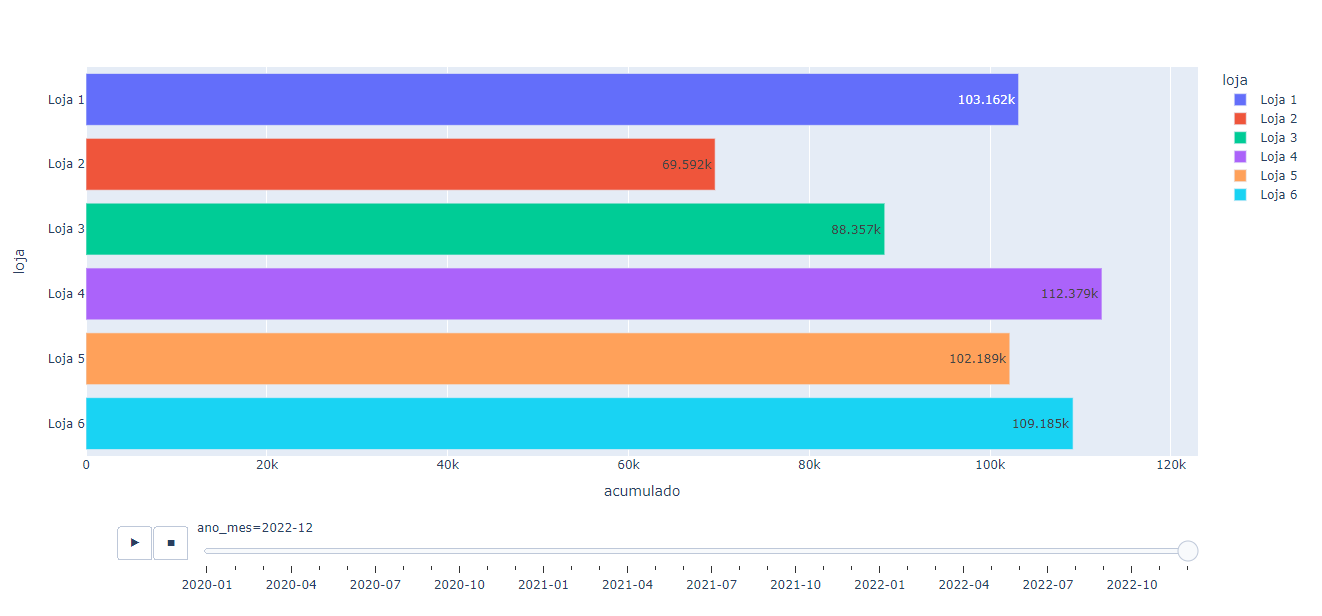 loja
Loja 1
Loja 2
Loja 3
Loja 4
Loja 5
Loja 6
Loja 1
103.162k
Loja 2
69.592k
Loja 3
88.357k
loja
Loja 4
112.379k
Loja 5
102.189k
Loja 6
109.185k
0 20k 40k 60k 80k 100k 120k
acumulado
ano_mes=2022-12
2020-01 2020-04 2020-07 2020-10 2021-01 2021-04 2021-07 2021-10 2022-01 2022-04 2022-07 2022-10